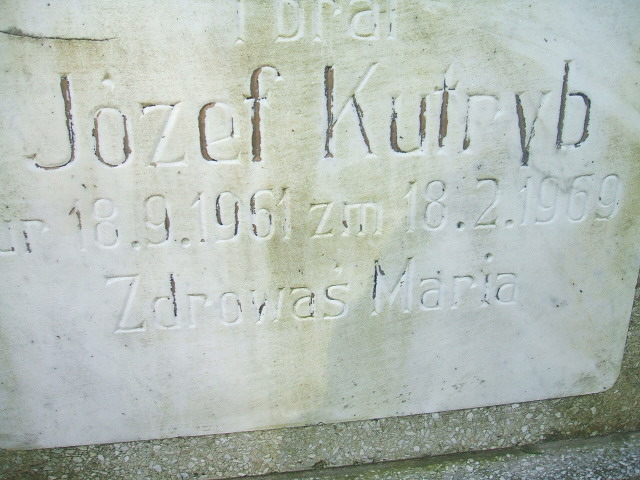 i brat
Józef Kutryb
ur 18.9.1961 zm 18.2.1969
Zdrowaś Maria